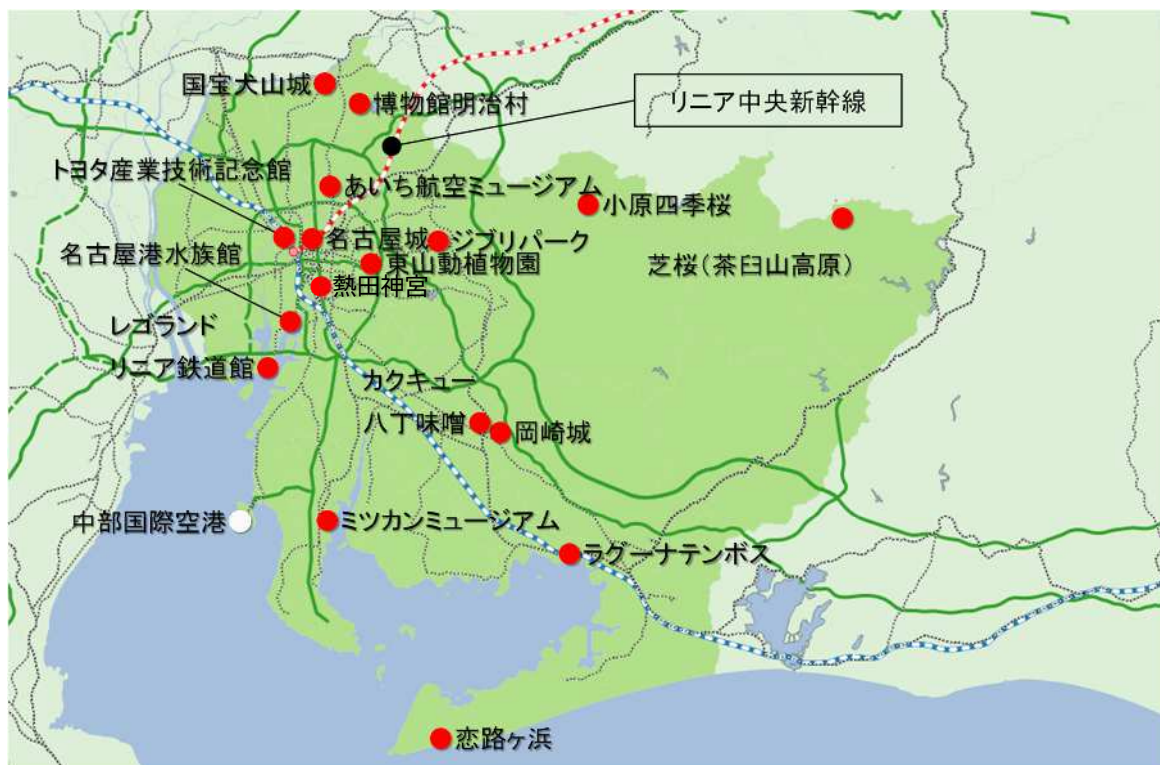 国宝犬山城
博物館明治村
リニア中央新幹線
トヨタ産業技術記念館
あいち航空ミュージアム
小原四季桜
名古屋城
ジブリパーク
名古屋港水族館
東山動植物園
芝桜(茶臼山高原)
熱田神宮
レゴランド
リニア鉄道館
カクキュー
八丁味噌
岡崎城
中部国際空港
ミツカンミュージアム
ラグーナテンボス
恋路ヶ浜